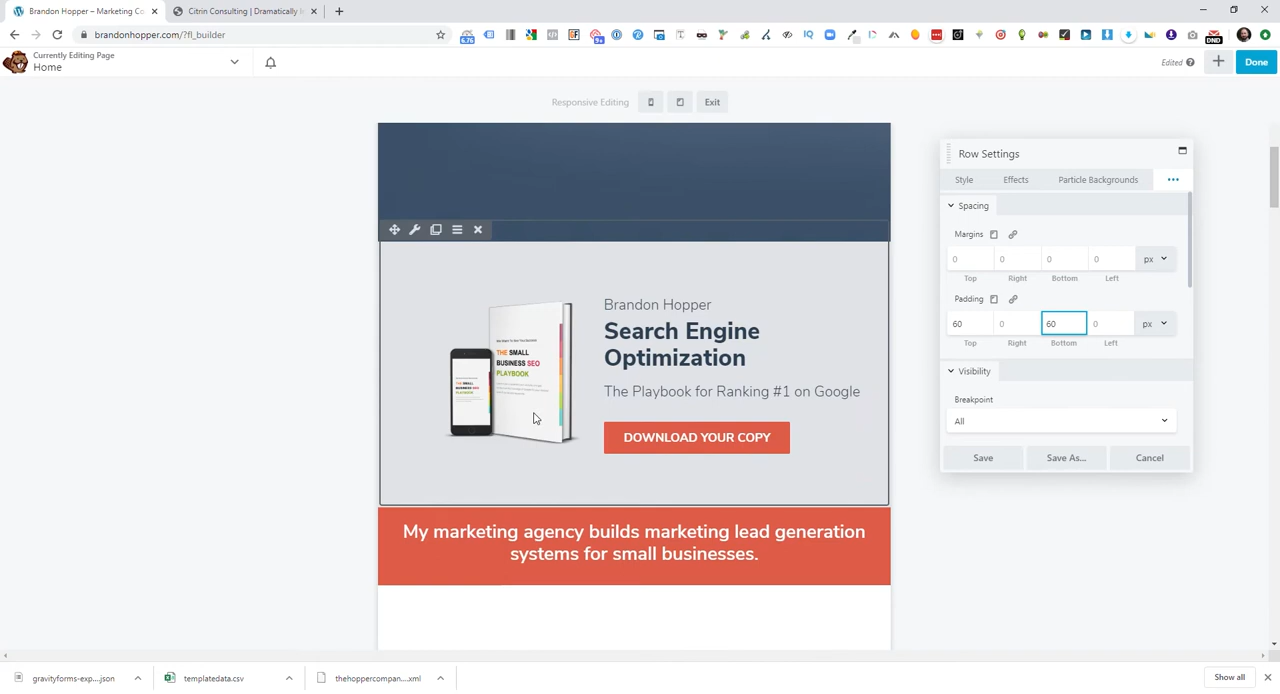 Brandon Hopper – Marketing Co
Citrin Consulting | Dramatically I
brandonhopper.com/?fl_builder
6.76
9+
DND
Currently Editing Page
Home
Edited
Done
Responsive Editing
Exit
Row Settings
Style
Effects
Particle Backgrounds
Spacing
Margins
0
0
0
0
px
Top
Right
Bottom
Left
Padding
60
0
60
0
px
Top
Right
Bottom
Left
Visibility
Breakpoint
All
Save
Save As...
Cancel
THE SMALL
BUSINESS SEO
PLAYBOOK
Brandon Hopper
Search Engine
Optimization
The Playbook for Ranking #1 on Google
DOWNLOAD YOUR COPY
My marketing agency builds marketing lead generation
systems for small businesses.
gravityforms-exp....json
templatedata.csv
thehoppercompan....xml
Show all